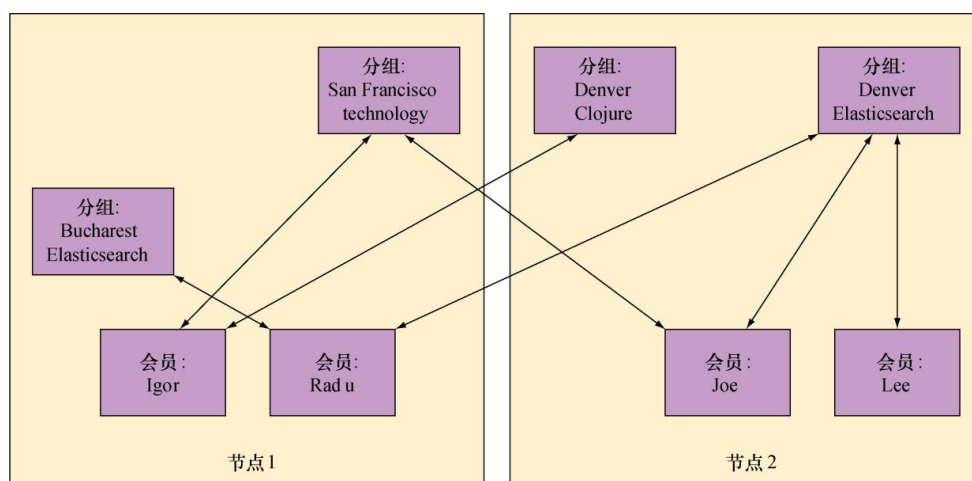 分组:
San Francisco
technology
分组:
Denver
Clojure
分组:
Denver
Elasticsearch
分组:
Bucharest
Elasticsearch
会员:
Igor
会员:
Rad u
会员:
Joe
会员:
Lee
节点1
节点2